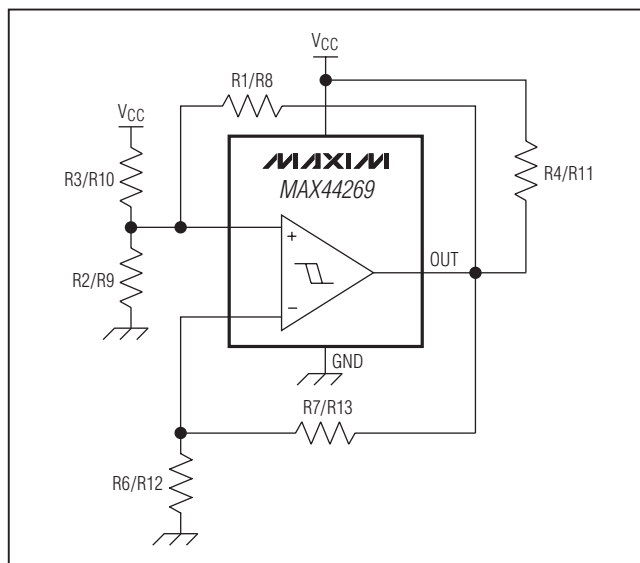 VCC
R1/R8
VCC
R3/R10
MAXIM
R4/R11
MAX44269
+
OUT
R2/R9
−
GND
R7/R13
R6/R12